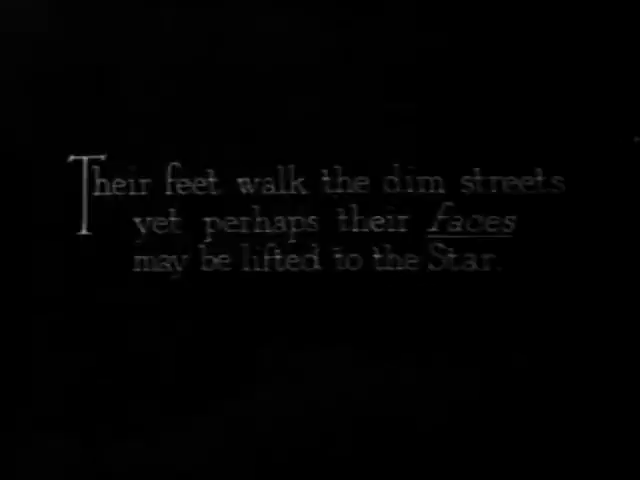 Their feet walk the dim streets
yet perhaps their faces
may be lifted to the Star.